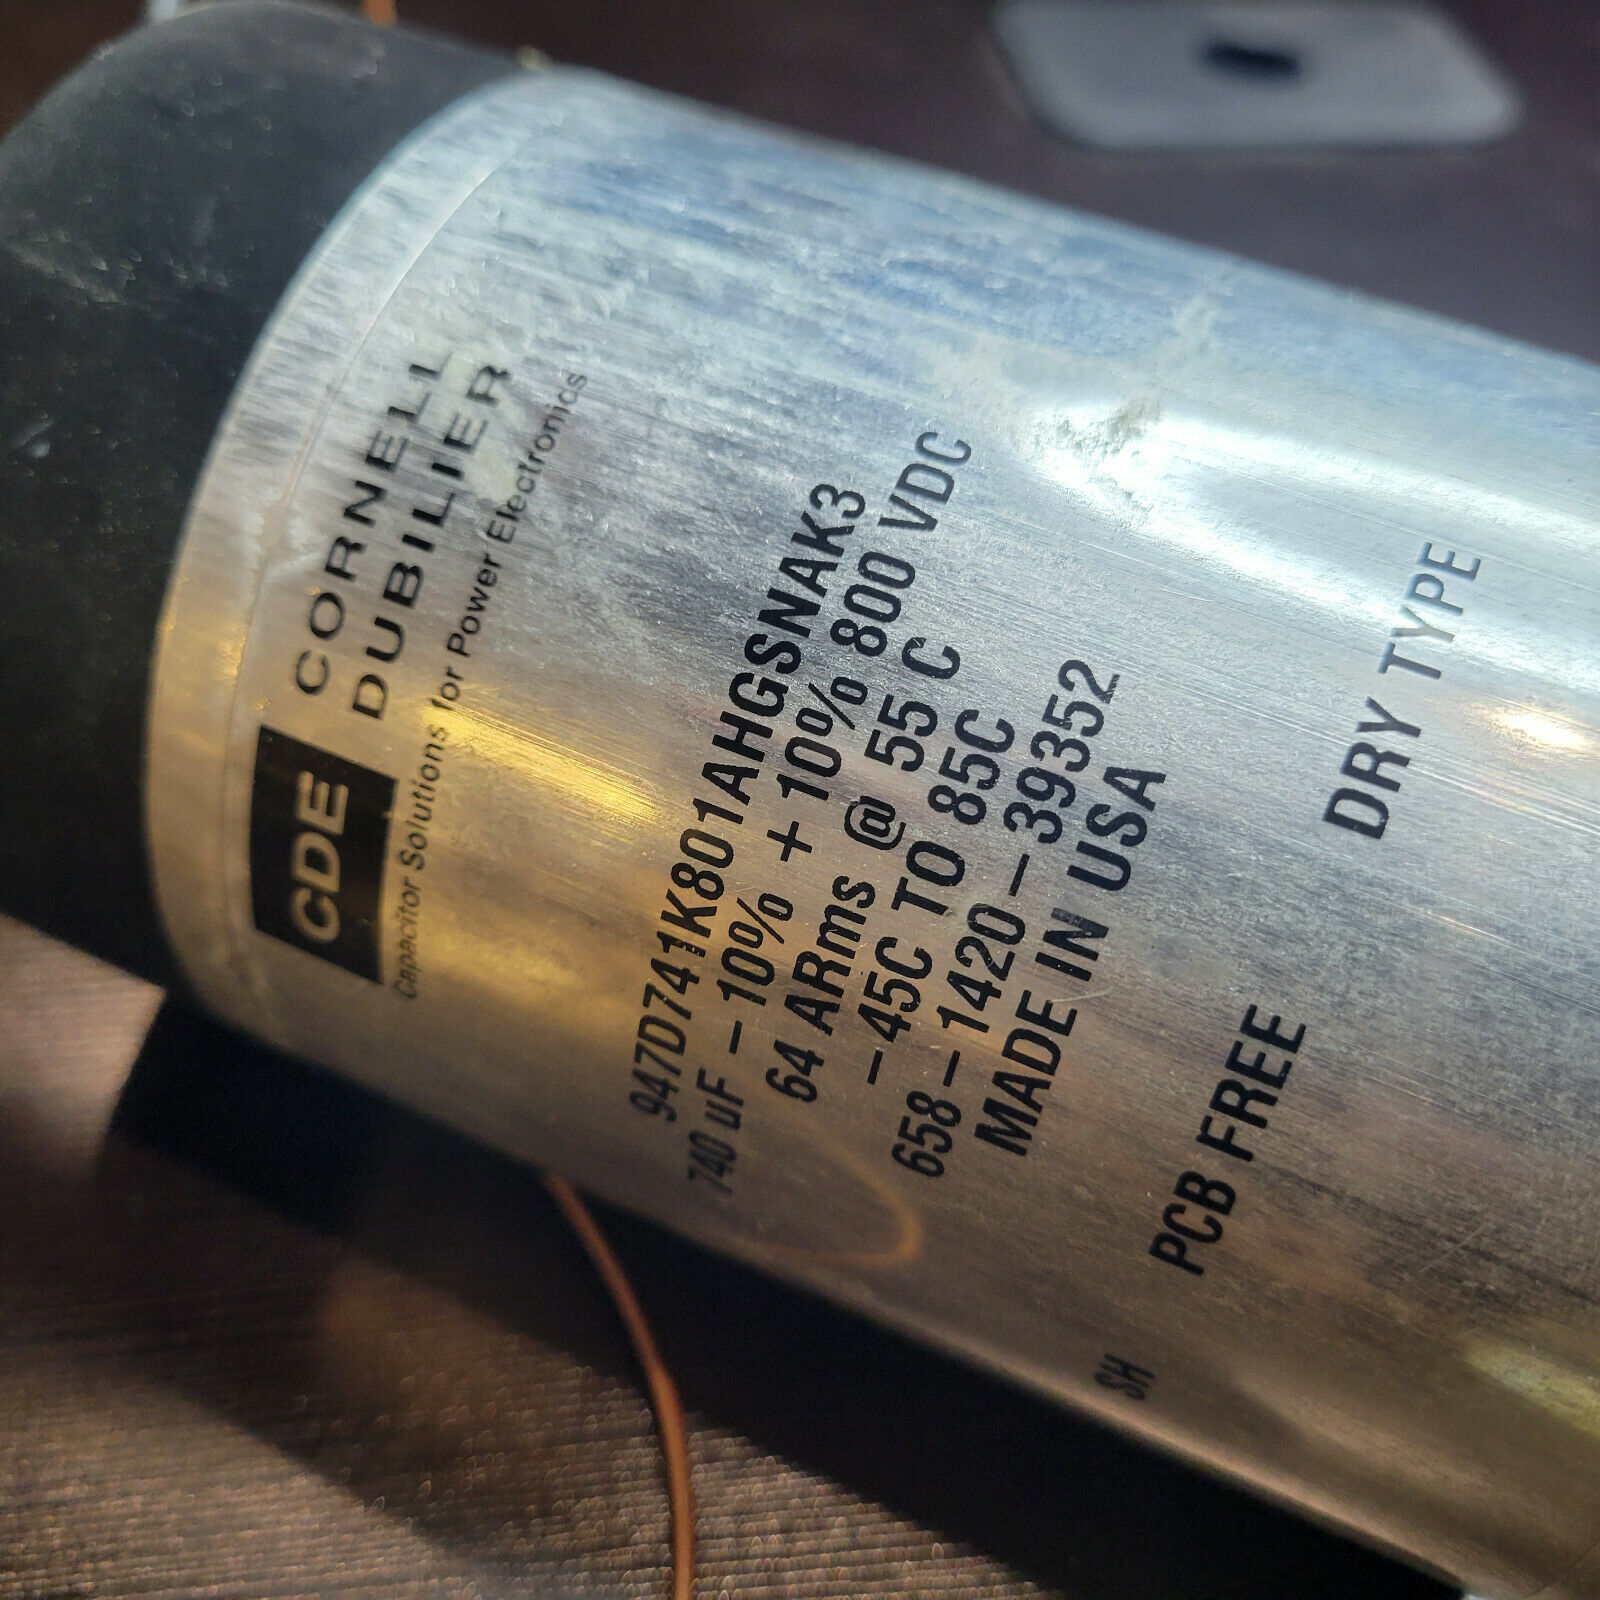 CDE
CORNELL
DUBILIER
Capacitor Solutions for Power Electronics
947D741K801AHGSNAK3
740 uF -10% +10% 800 VDC
64 ARms @ 55 C
-45C TO 85C
658-1420-39352
MADE IN USA
PCB FREE
DRY TYPE
SH